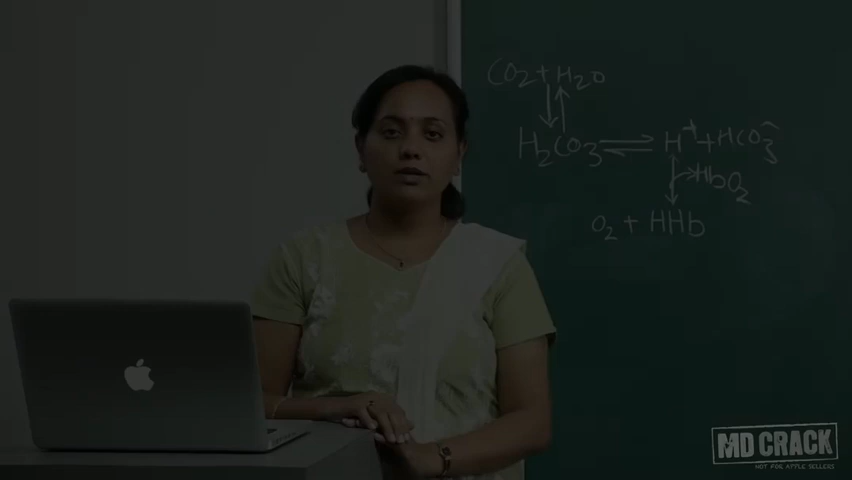 CO2 + H2O
H2CO3 ⇌ H+ + HCO3-
HbO2
O2 + HHb
MD CRACK
NOT FOR APPLE SELLERS